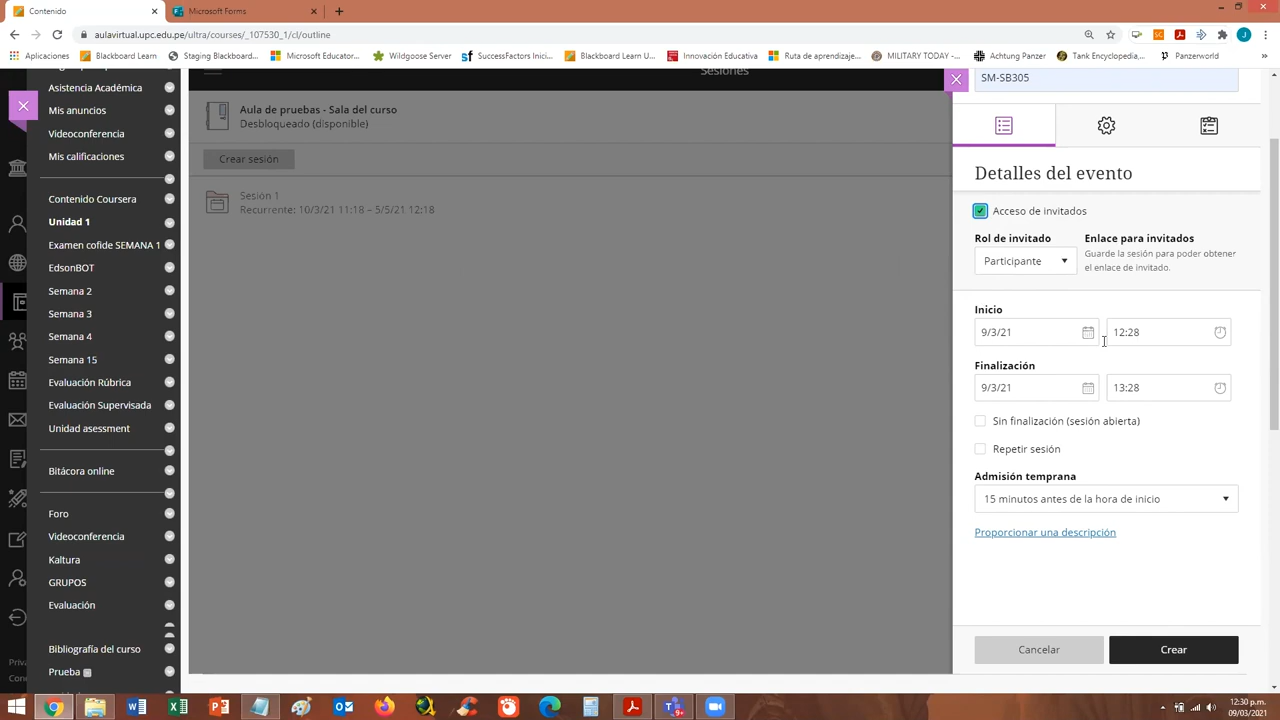 Contenido
Microsoft Forms
aulavirtual.upc.edu.pe/ultra/courses/_107530_1/cl/outline
Aplicaciones
Blackboard Learn
Staging Blackboard...
Microsoft Educator...
Wildgoose Server
SuccessFactors Inici...
Blackboard Learn U...
Innovación Educativa
Ruta de aprendizaje...
MILITARY TODAY -...
Achtung Panzer
Tank Encyclopedia,...
Panzerworld
Asistencia Académica
Mis anuncios
Videoconferencia
Mis calificaciones
Contenido Coursera
Unidad 1
Examen cofide SEMANA 1
EdsonBOT
Semana 2
Semana 3
Semana 4
Semana 15
Evaluación Rúbrica
Evaluación Supervisada
Unidad asessment
Bitácora online
Foro
Videoconferencia
Kaltura
GRUPOS
Evaluación
Bibliografía del curso
Prueba
Priva
Con
Sesiones
Aula de pruebas - Sala del curso
Desbloqueado (disponible)
Crear sesión
Sesión 1
Recurrente: 10/3/21 11:18 – 5/5/21 12:18
SM-SB305
Detalles del evento
Acceso de invitados
Rol de invitado
Participante
Enlace para invitados
Guarde la sesión para poder obtener
el enlace de invitado.
Inicio
9/3/21
12:28
Finalización
9/3/21
13:28
Sin finalización (sesión abierta)
Repetir sesión
Admisión temprana
15 minutos antes de la hora de inicio
Proporcionar una descripción
Cancelar
Crear
12:30 p.m.
09/03/2021